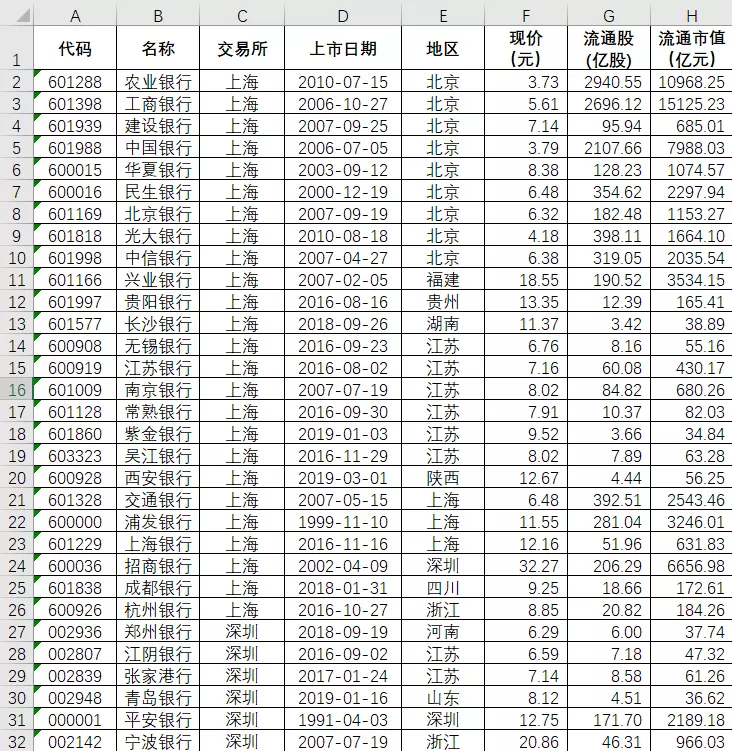 A B C D E F G H
1 代码 名称 交易所 上市日期 地区 现价(元) 流通股(亿股) 流通市值(亿元)
2 601288 农业银行 上海 2010-07-15 北京 3.73 2940.55 10968.25
3 601398 工商银行 上海 2006-10-27 北京 5.61 2696.12 15125.23
4 601939 建设银行 上海 2007-09-25 北京 7.14 95.94 685.01
5 601988 中国银行 上海 2006-07-05 北京 3.79 2107.66 7988.03
6 600015 华夏银行 上海 2003-09-12 北京 8.38 128.23 1074.57
7 600016 民生银行 上海 2000-12-19 北京 6.48 354.62 2297.94
8 601169 北京银行 上海 2007-09-19 北京 6.32 182.48 1153.27
9 601818 光大银行 上海 2010-08-18 北京 4.18 398.11 1664.10
10 601998 中信银行 上海 2007-04-27 北京 6.38 319.05 2035.54
11 601166 兴业银行 上海 2007-02-05 福建 18.55 190.52 3534.15
12 601997 贵阳银行 上海 2016-08-16 贵州 13.35 12.39 165.41
13 601577 长沙银行 上海 2018-09-26 湖南 11.37 3.42 38.89
14 600908 无锡银行 上海 2016-09-23 江苏 6.76 8.16 55.16
15 600919 江苏银行 上海 2016-08-02 江苏 7.16 60.08 430.17
16 601009 南京银行 上海 2007-07-19 江苏 8.02 84.82 680.26
17 601128 常熟银行 上海 2016-09-30 江苏 7.91 10.37 82.03
18 601860 紫金银行 上海 2019-01-03 江苏 9.52 3.66 34.84
19 603323 吴江银行 上海 2016-11-29 江苏 8.02 7.89 63.28
20 600928 西安银行 上海 2019-03-01 陕西 12.67 4.44 56.25
21 601328 交通银行 上海 2007-05-15 上海 6.48 392.51 2543.46
22 600000 浦发银行 上海 1999-11-10 上海 11.55 281.04 3246.01
23 601229 上海银行 上海 2016-11-16 上海 12.16 51.96 631.83
24 600036 招商银行 上海 2002-04-09 深圳 32.27 206.29 6656.98
25 601838 成都银行 上海 2018-01-31 四川 9.25 18.66 172.61
26 600926 杭州银行 上海 2016-10-27 浙江 8.85 20.82 184.26
27 002936 郑州银行 深圳 2018-09-19 河南 6.29 6.00 37.74
28 002807 江阴银行 深圳 2016-09-02 江苏 6.59 7.18 47.32
29 002839 张家港行 深圳 2017-01-24 江苏 7.14 8.58 61.26
30 002948 青岛银行 深圳 2019-01-16 山东 8.12 4.51 36.62
31 000001 平安银行 深圳 1991-04-03 深圳 12.75 171.70 2189.18
32 002142 宁波银行 深圳 2007-07-19 浙江 20.86 46.31 966.03